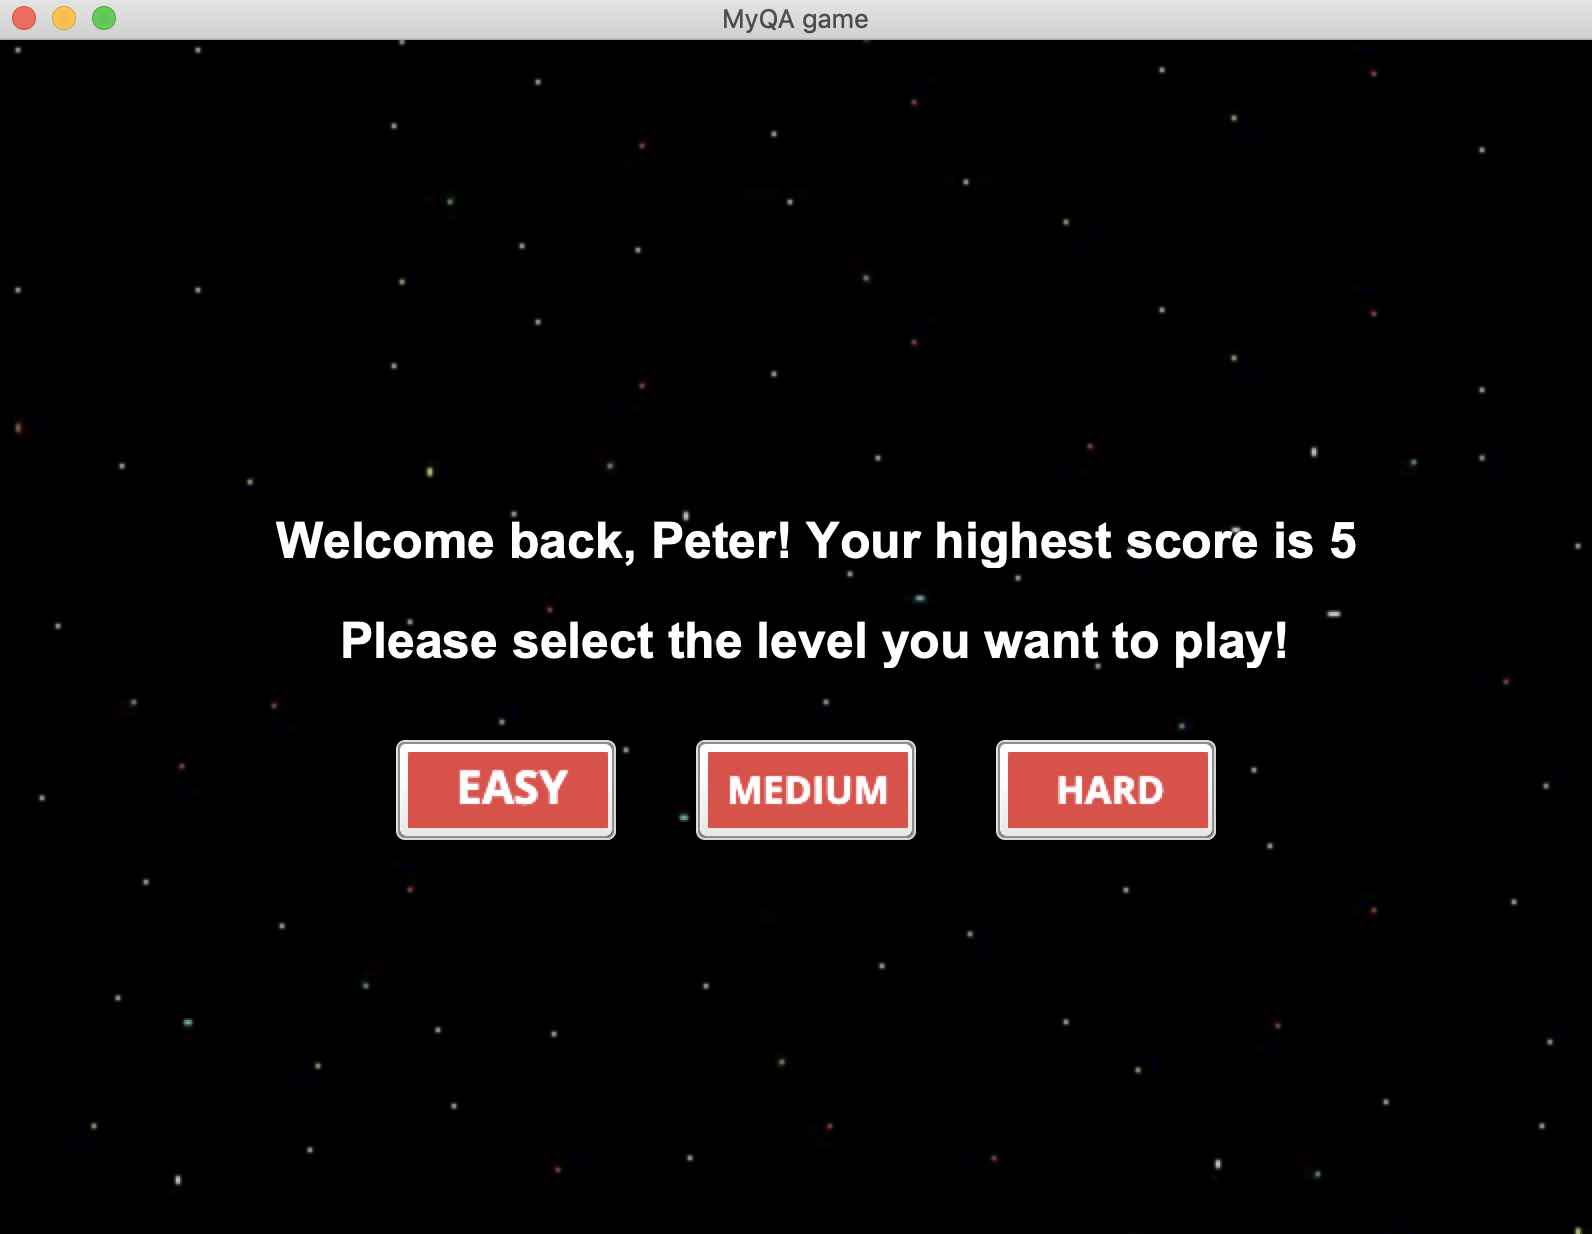 MyQA game
Welcome back, Peter! Your highest score is 5
Please select the level you want to play!
EASY MEDIUM HARD